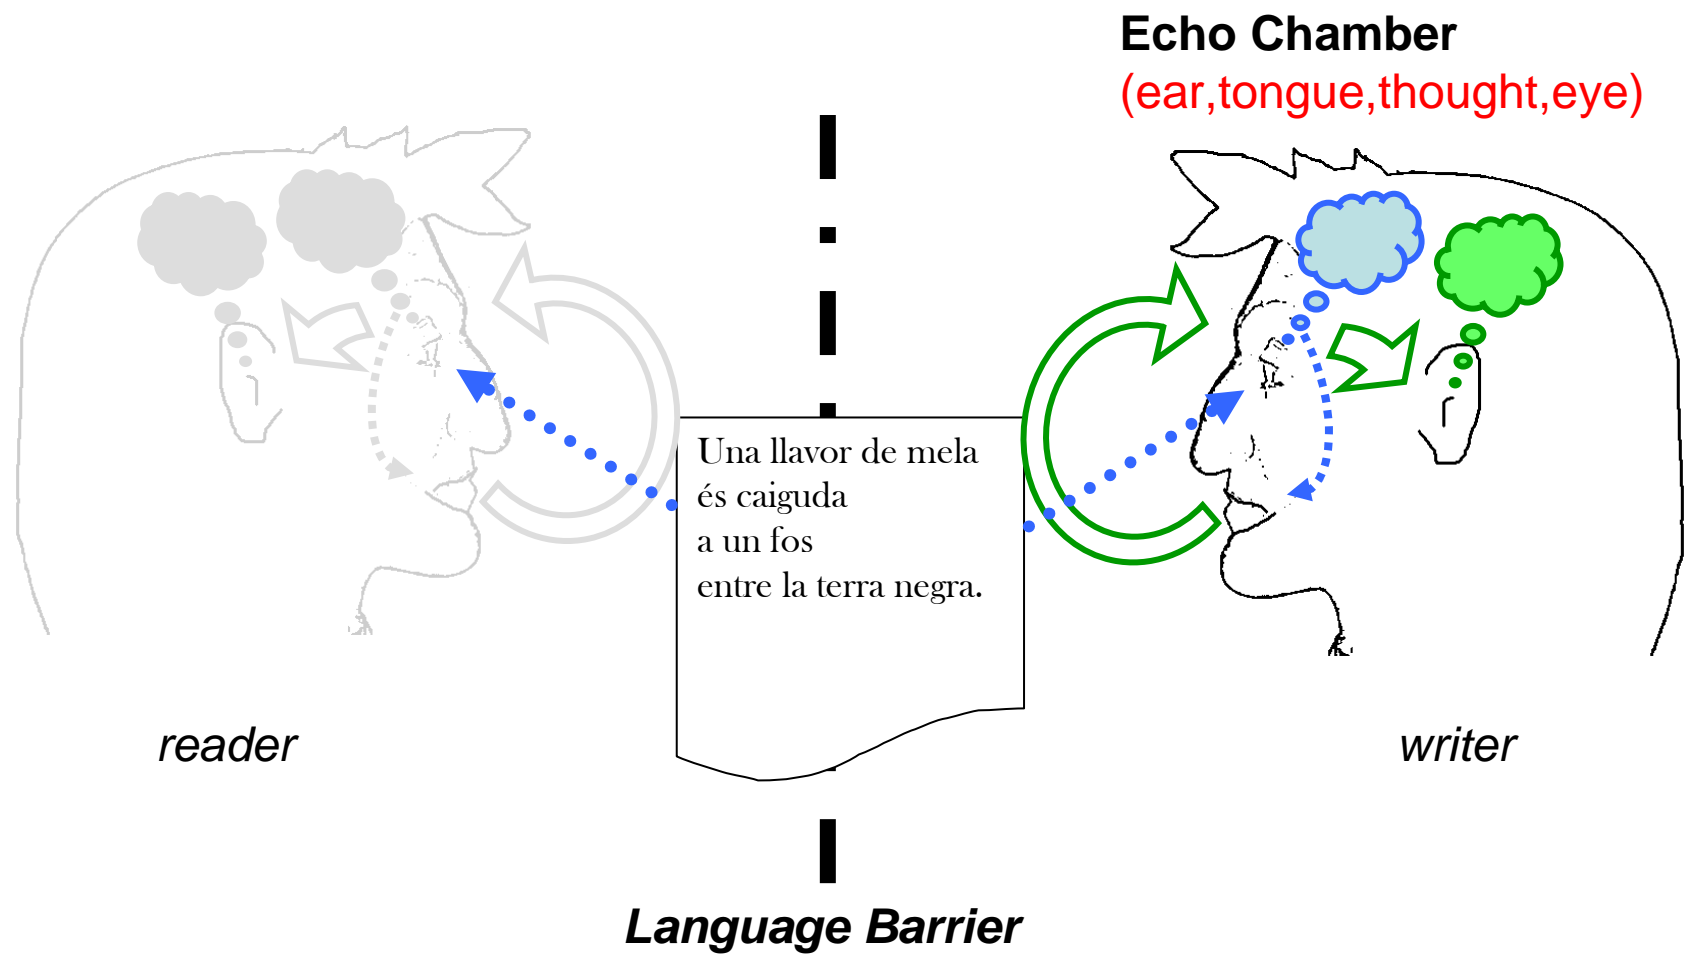 Echo Chamber
(ear,tongue,thought,eye)
Una llavor de mela
és caiguda
a un fos
entre la terra negra.
reader
writer
Language Barrier